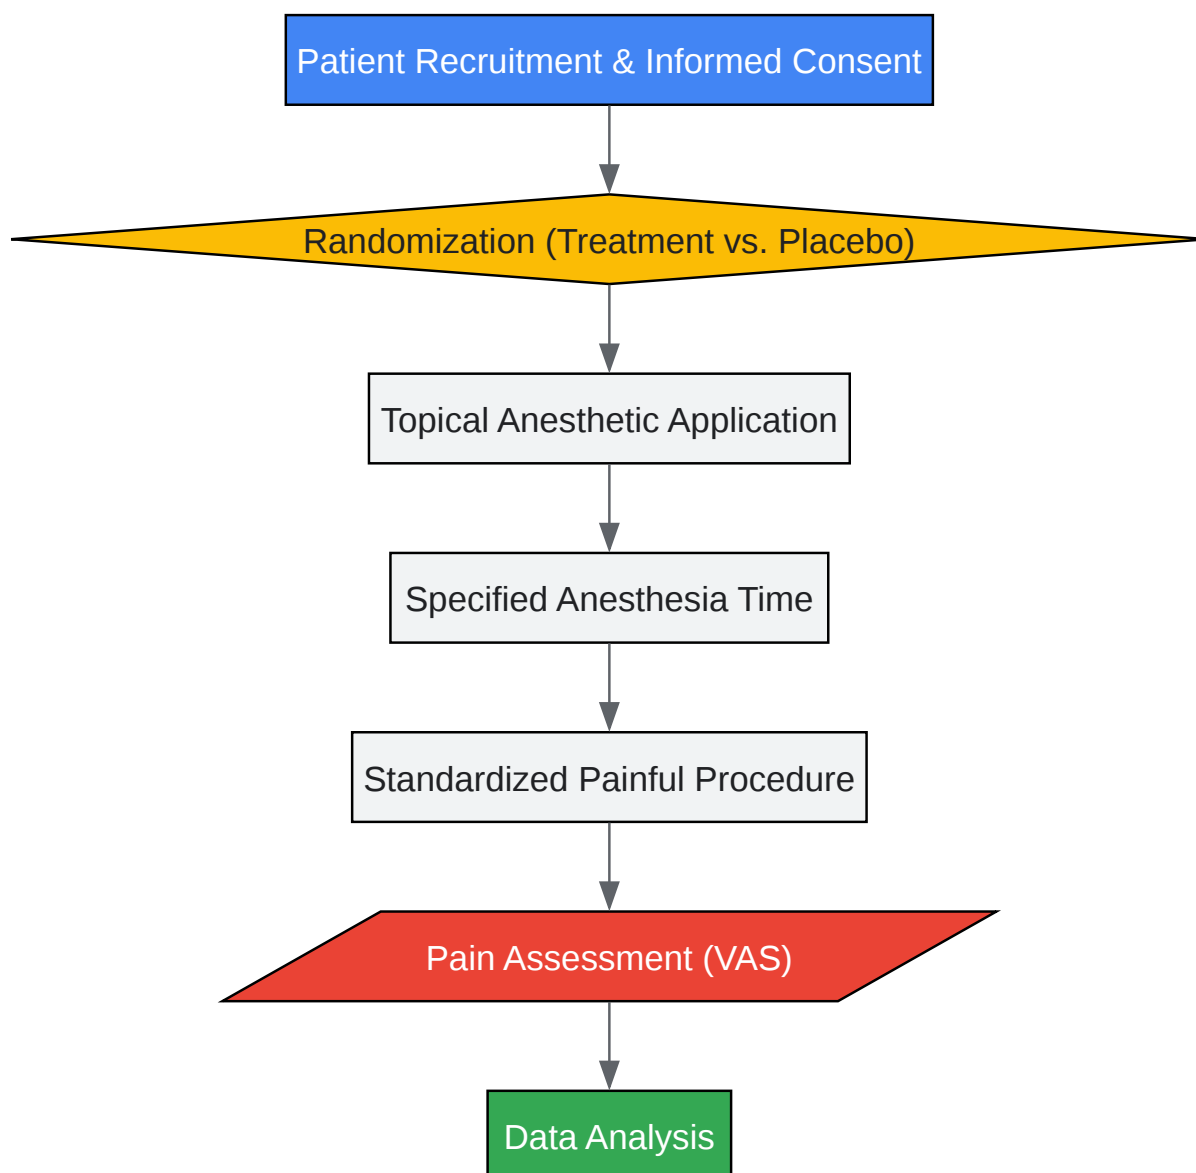 Patient Recruitment & Informed Consent
Randomization (Treatment vs. Placebo)
Topical Anesthetic Application
Specified Anesthesia Time
Standardized Painful Procedure
Pain Assessment (VAS)
Data Analysis